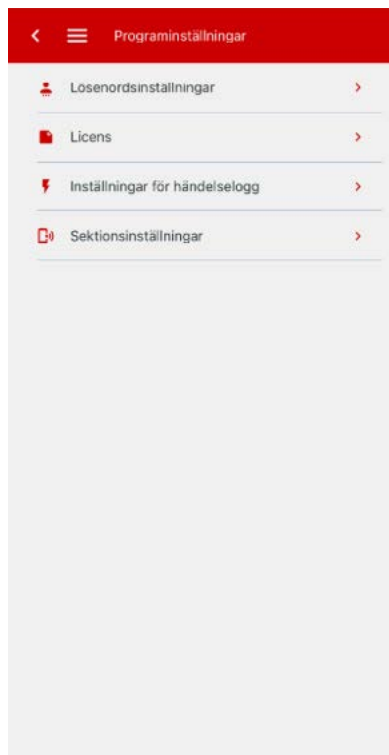 Programinställningar
Lösenordsinställningar
Licens
Inställningar för händelselogg
Sektionsinställningar